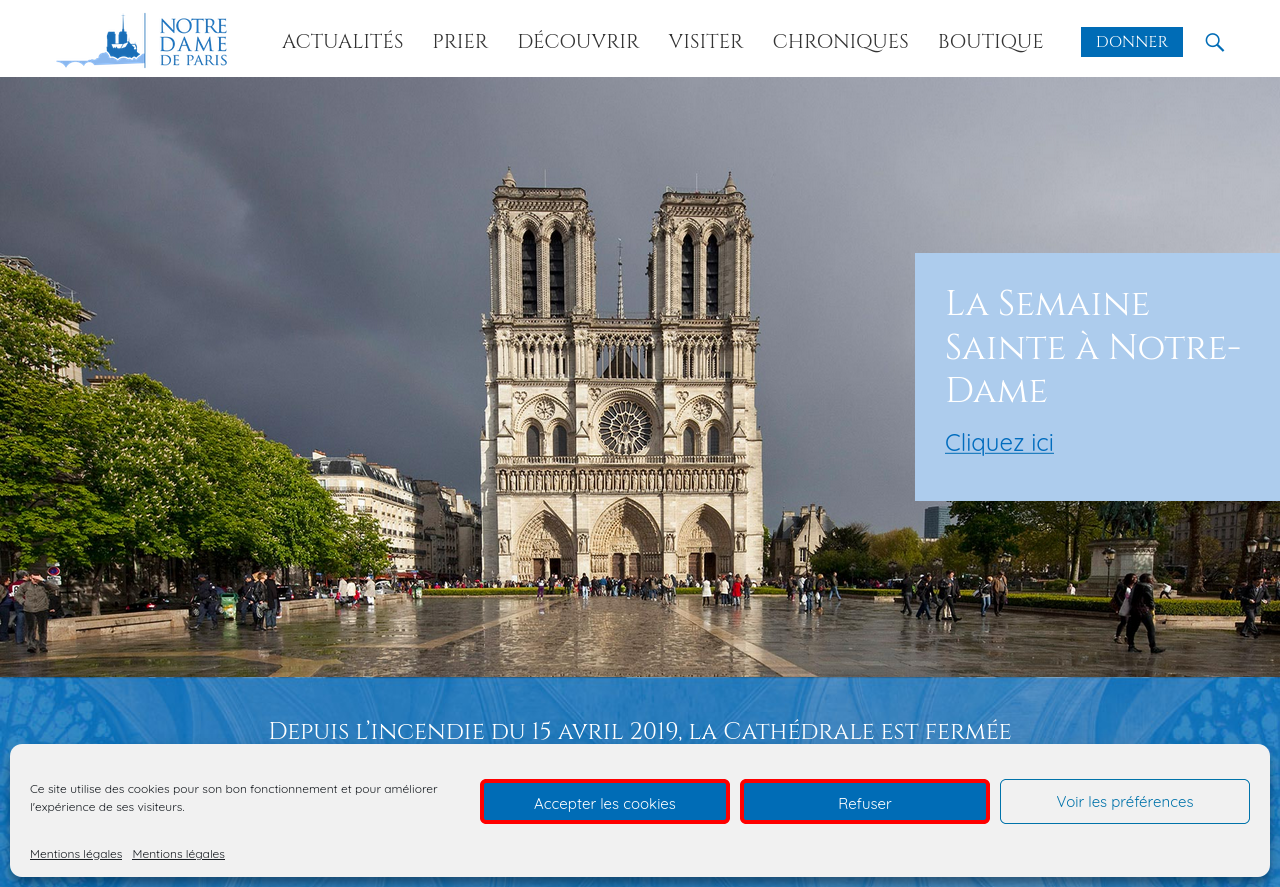 NOTRE
DAME
DE PARIS
ACTUALITÉS
PRIER
DÉCOUVRIR
VISITER
CHRONIQUES
BOUTIQUE
DONNER
La Semaine
Sainte à Notre-
Dame
Cliquez ici
Depuis l’incendie du 15 avril 2019, la Cathédrale est fermée
Ce site utilise des cookies pour son bon fonctionnement et pour améliorer
l'expérience de ses visiteurs.
Accepter les cookies
Refuser
Voir les préférences
Mentions légales
Mentions légales